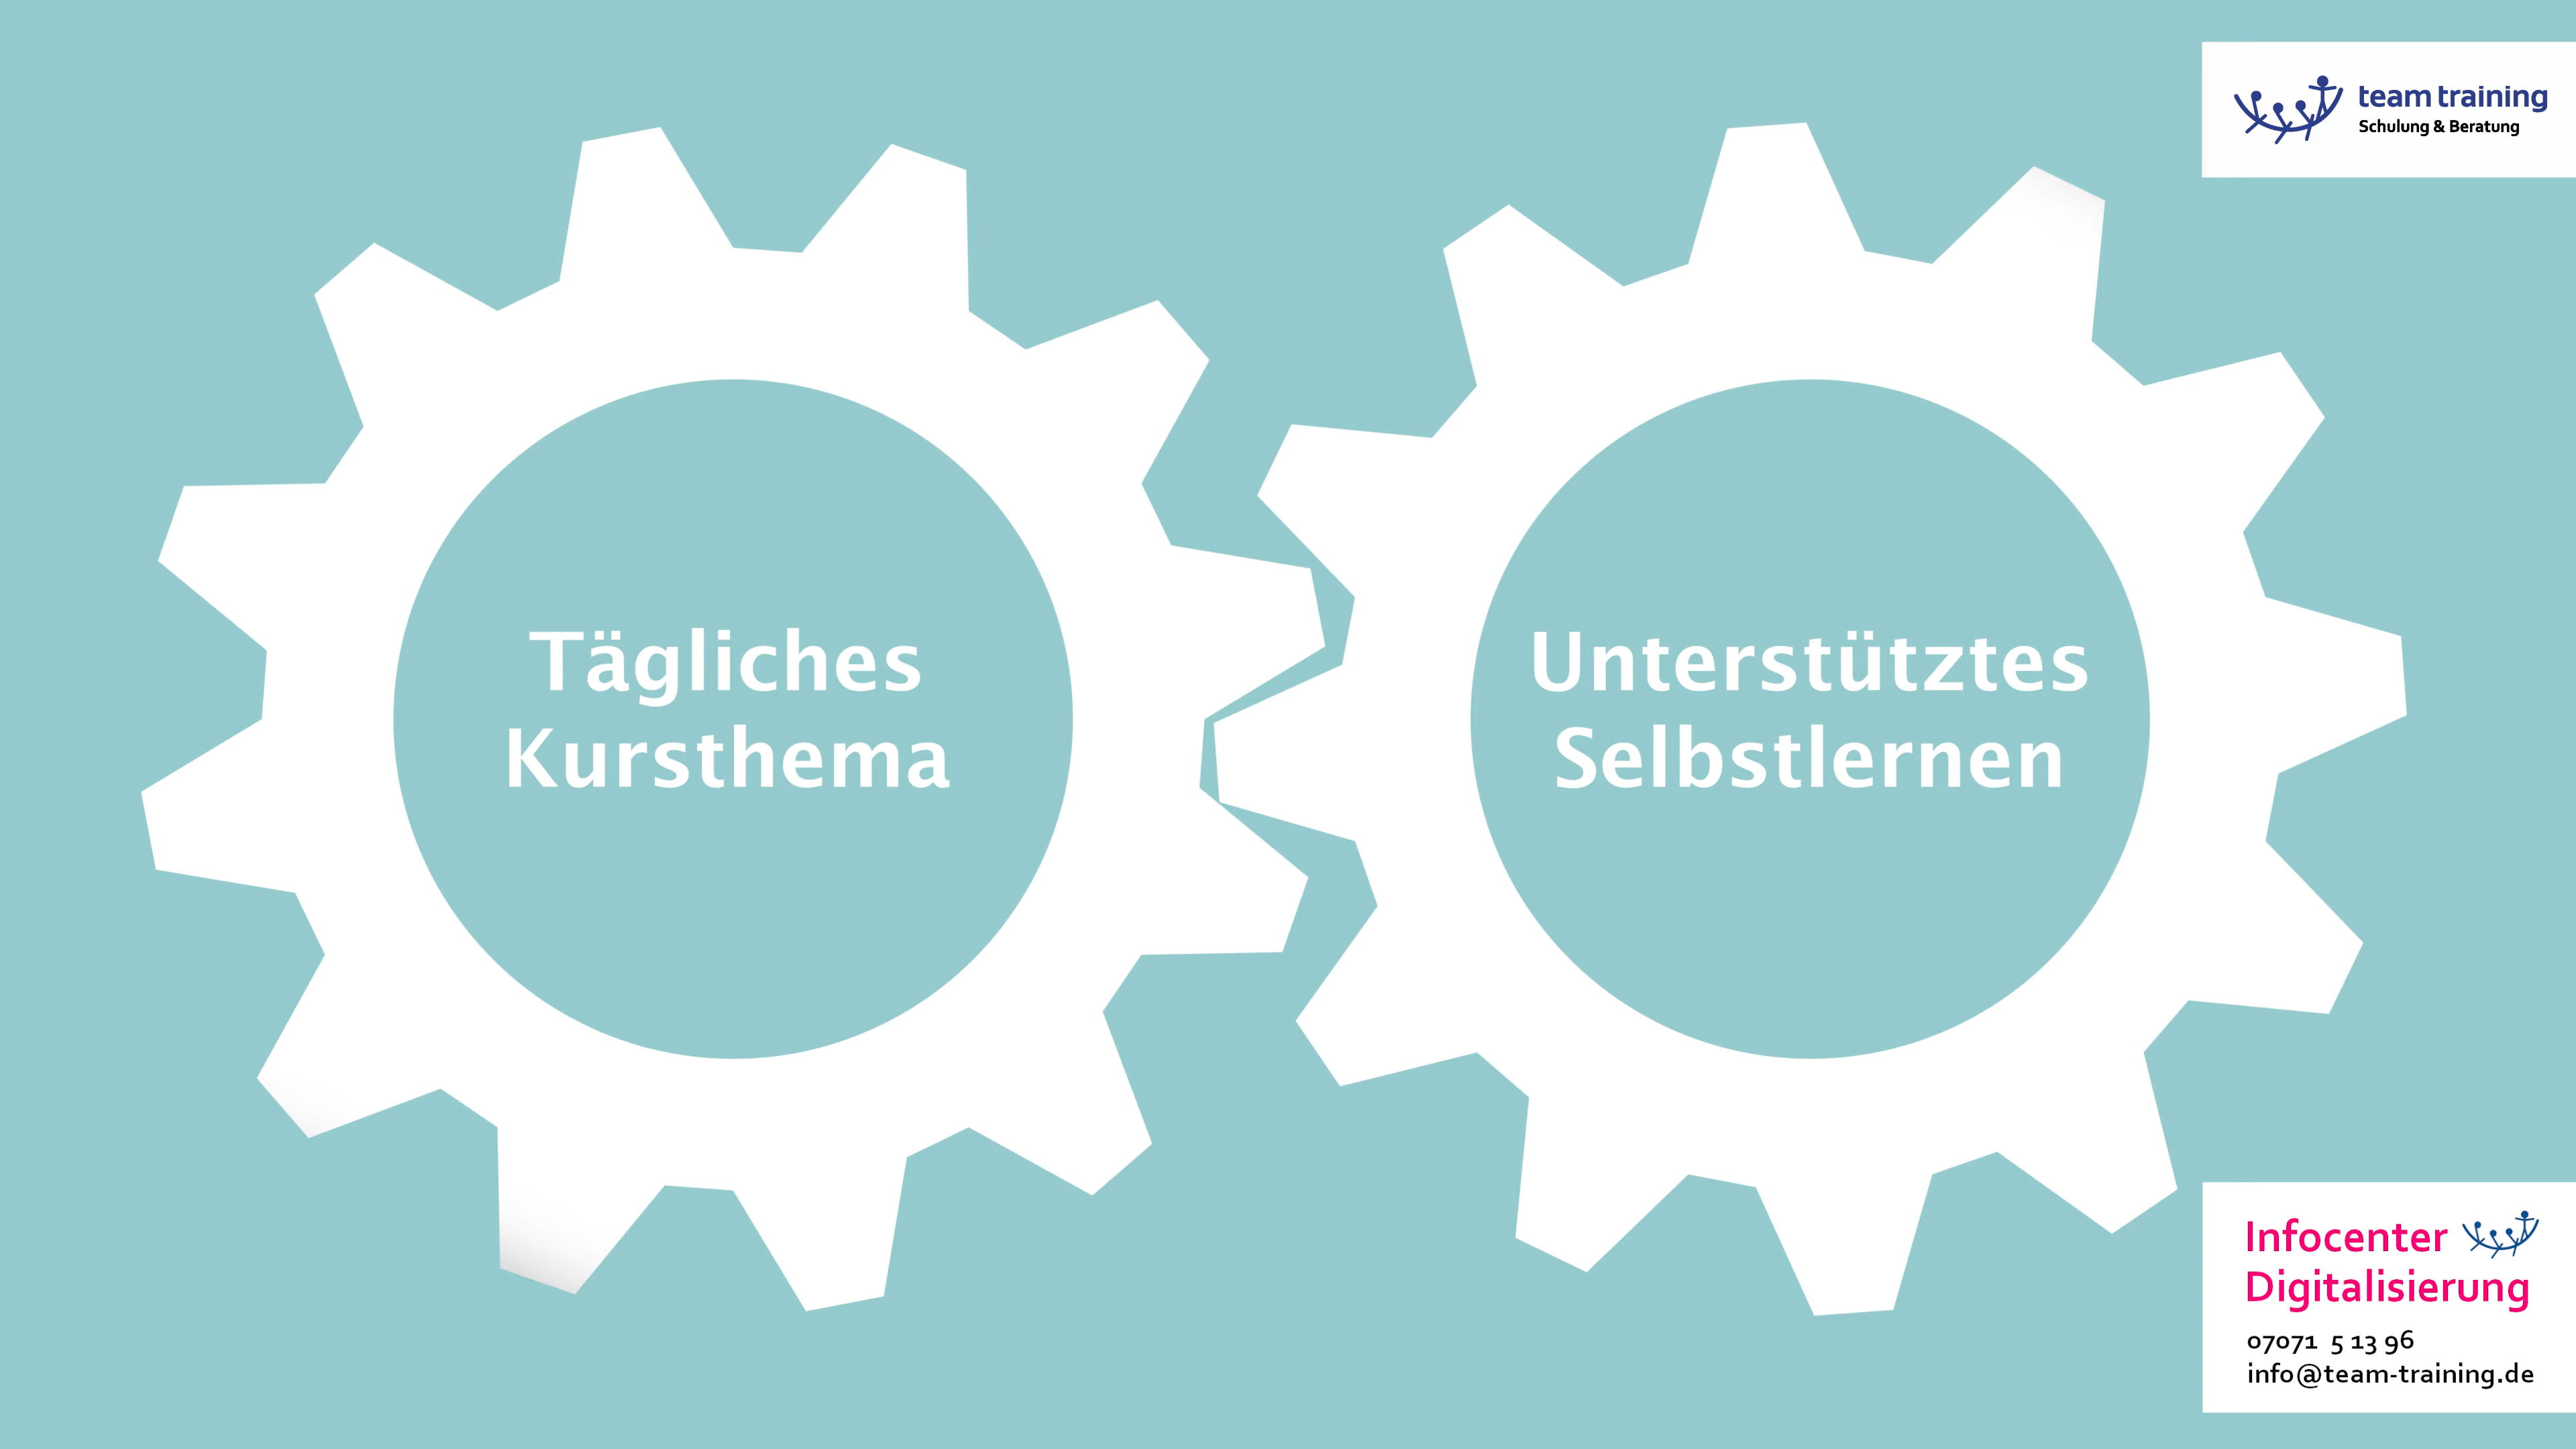 team training
Schulung & Beratung
Tägliches
Kursthema
Unterstütztes
Selbstlernen
Infocenter
Digitalisierung
07071 5 13 96
info@team-training.de